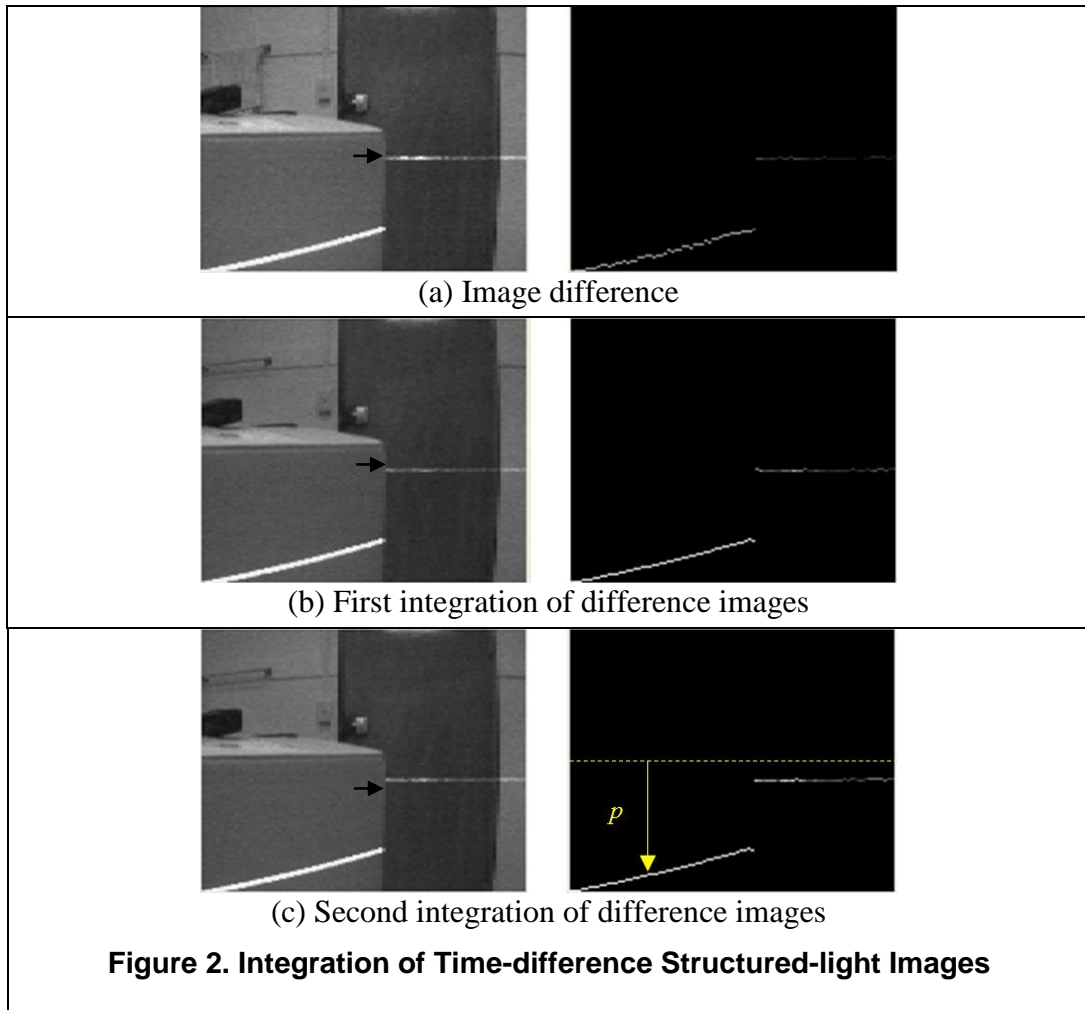 (a) Image difference
(b) First integration of difference images
p
(c) Second integration of difference images
Figure 2. Integration of Time-difference Structured-light Images